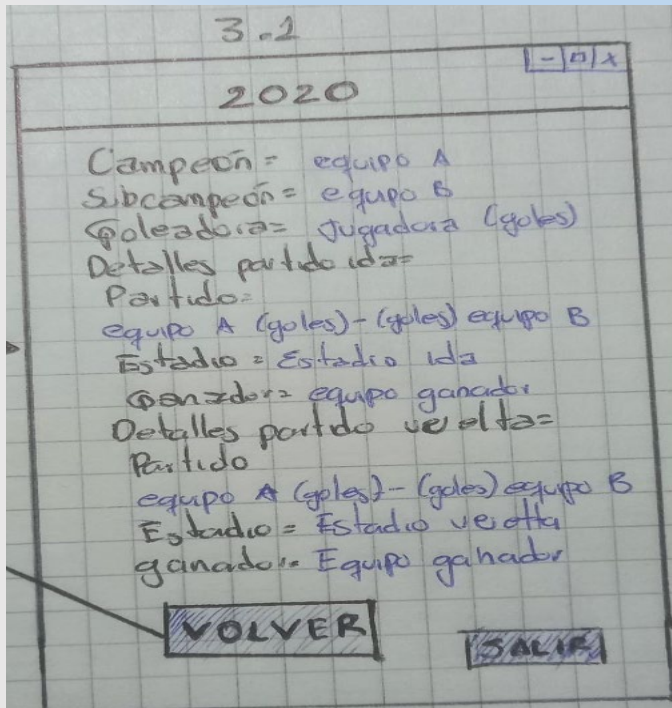 3.1
- □ X
2020
Campeón = equipo A
Subcampeón = equipo B
Goleadora = Jugadora (goles)
Detalles partido ida =
Partido =
equipo A (goles) - (goles) equipo B
Estadio = Estadio ida
Ganador = equipo ganador
Detalles partido vuelta =
Partido
equipo A (goles) - (goles) equipo B
Estadio = Estadio vuelta
ganador = Equipo ganador
VOLVER
SALIR